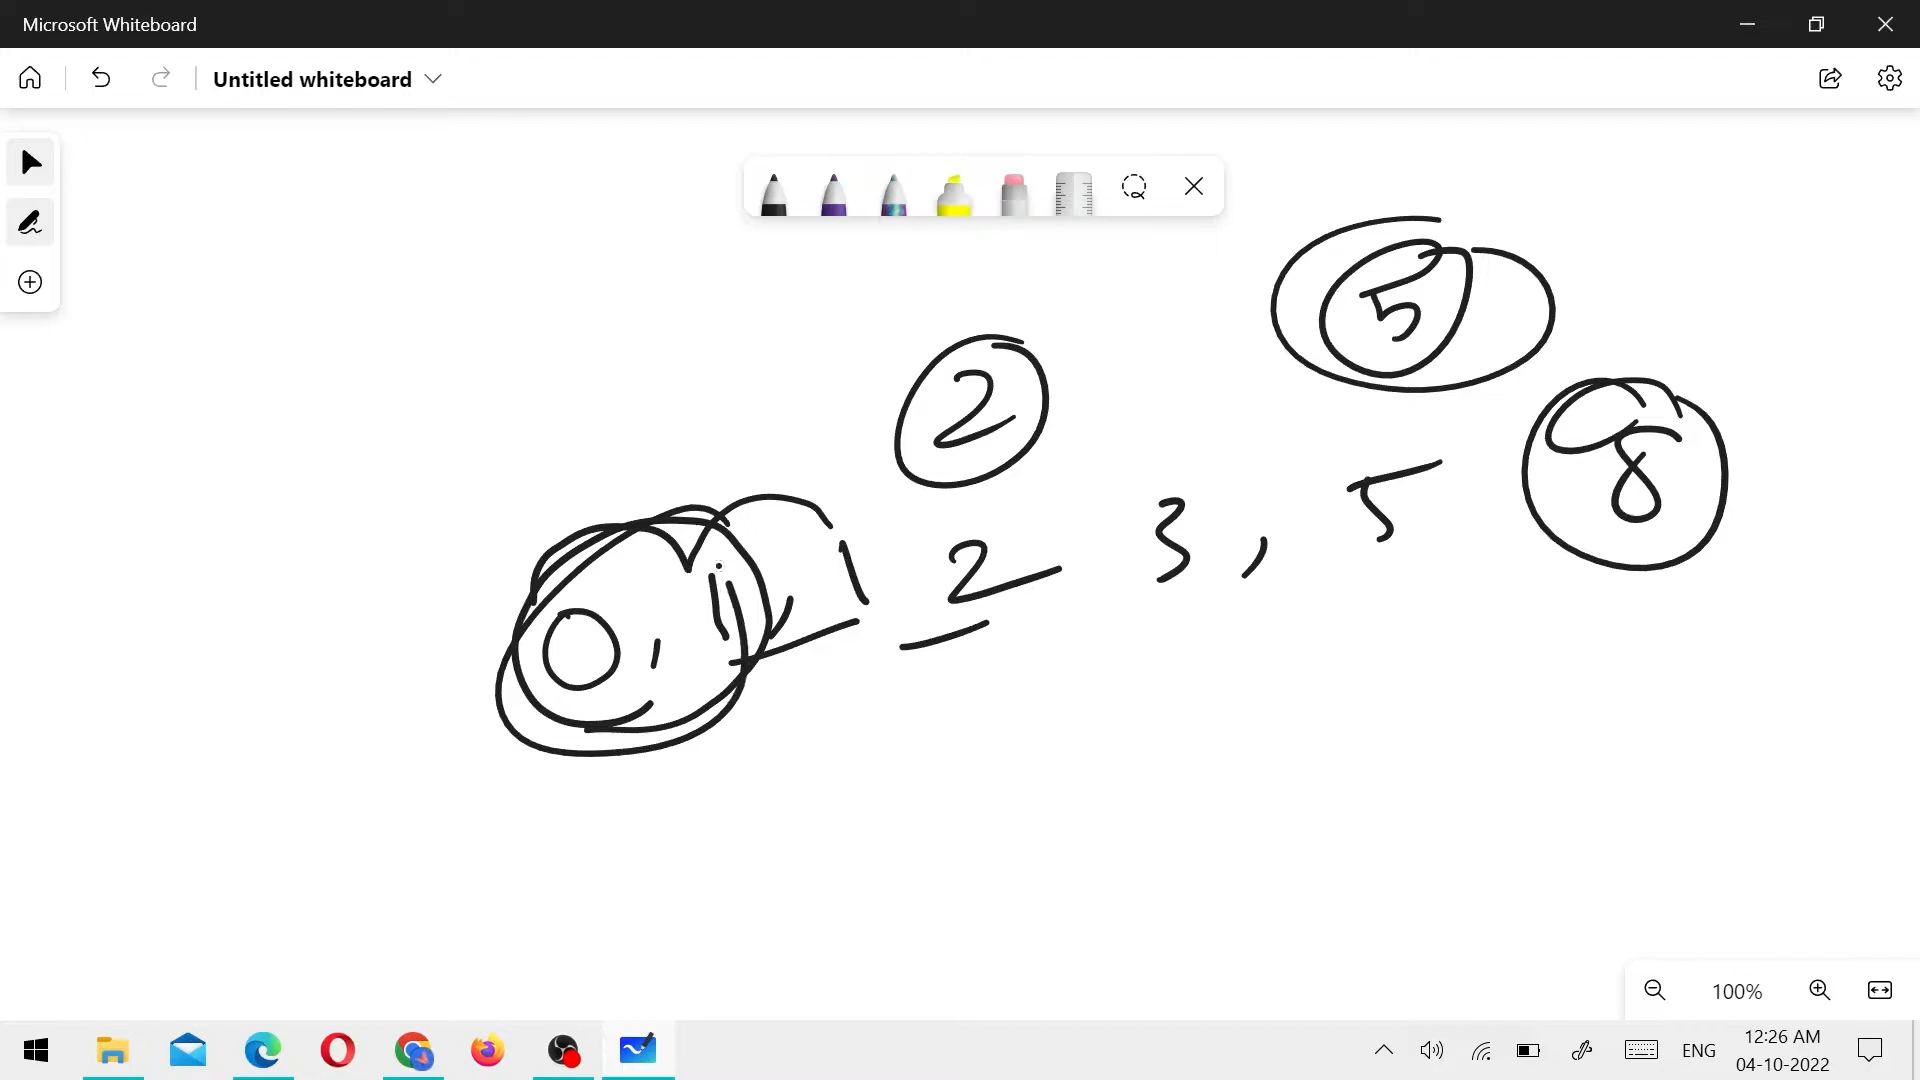 Microsoft Whiteboard
Untitled whiteboard
5
2
8
0, 1, 1 2 3, 5
100%
ENG
12:26 AM
04-10-2022